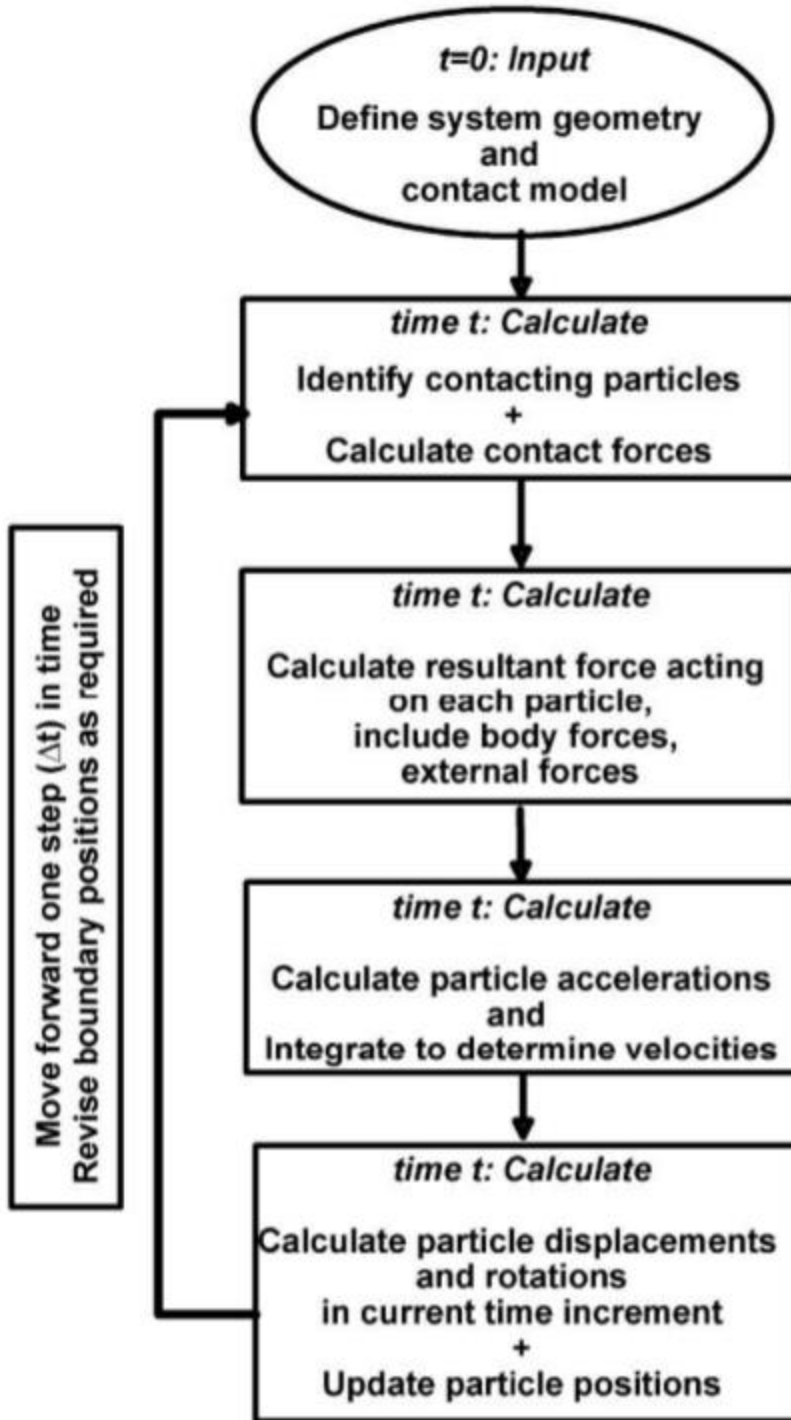 t=0: Input
Define system geometry
and
contact model
time t: Calculate
Identify contacting particles
+
Calculate contact forces
time t: Calculate
Calculate resultant force acting
on each particle,
include body forces,
external forces
time t: Calculate
Calculate particle accelerations
and
Integrate to determine velocities
time t: Calculate
Calculate particle displacements
and rotations
in current time increment
+
Update particle positions
Move forward one step (Δt) in time
Revise boundary positions as required